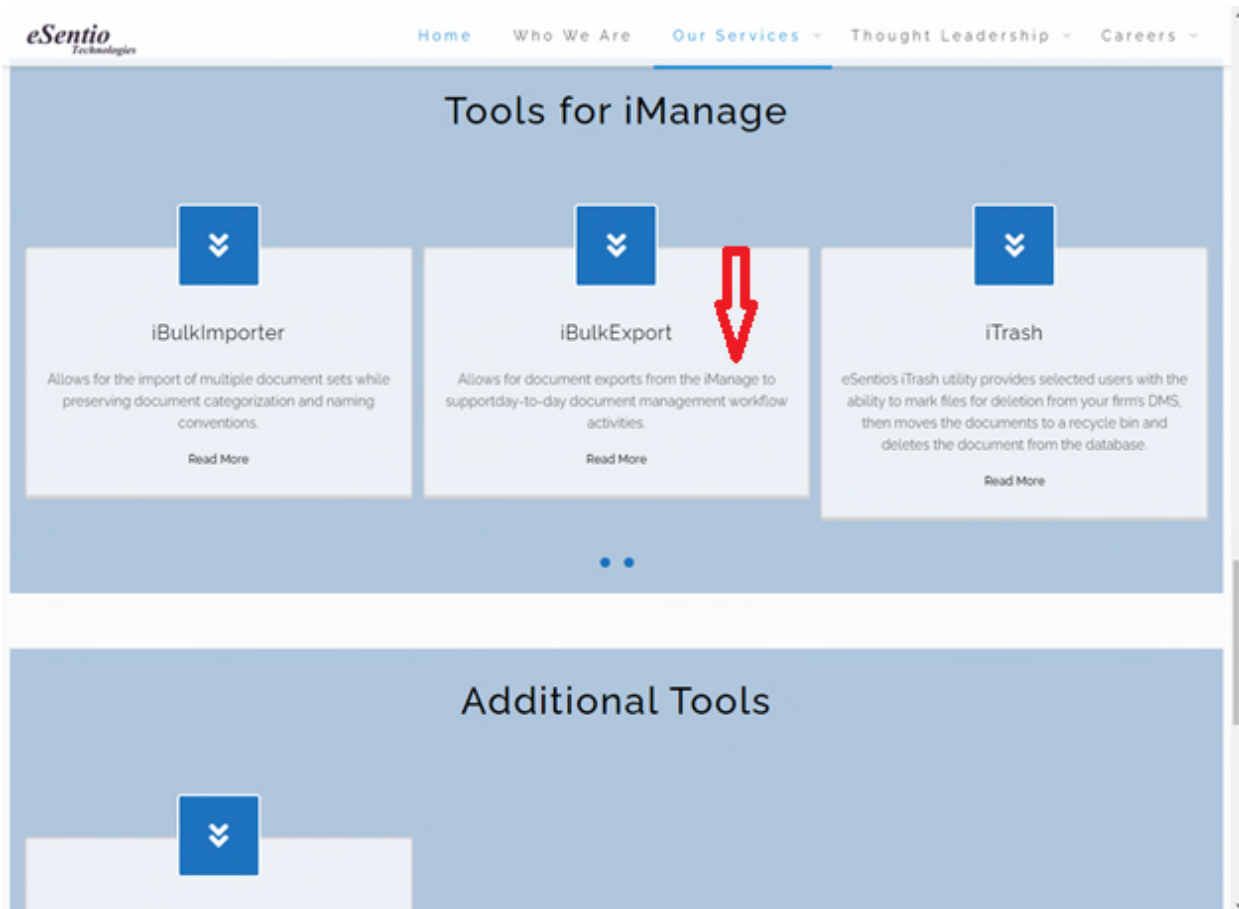 eSentio
Technologies
Home Who We Are Our Services Thought Leadership Careers
Tools for iManage
iBulkImporter
Allows for the import of multiple document sets while
preserving document categorization and naming
conventions.
Read More
iBulkExport
Allows for document exports from the iManage to
supportday-to-day document management workflow
activities.
Read More
iTrash
eSentio's iTrash utility provides selected users with the
ability to mark files for deletion from your firm's DMS,
then moves the documents to a recycle bin and
deletes the document from the database.
Read More
Additional Tools